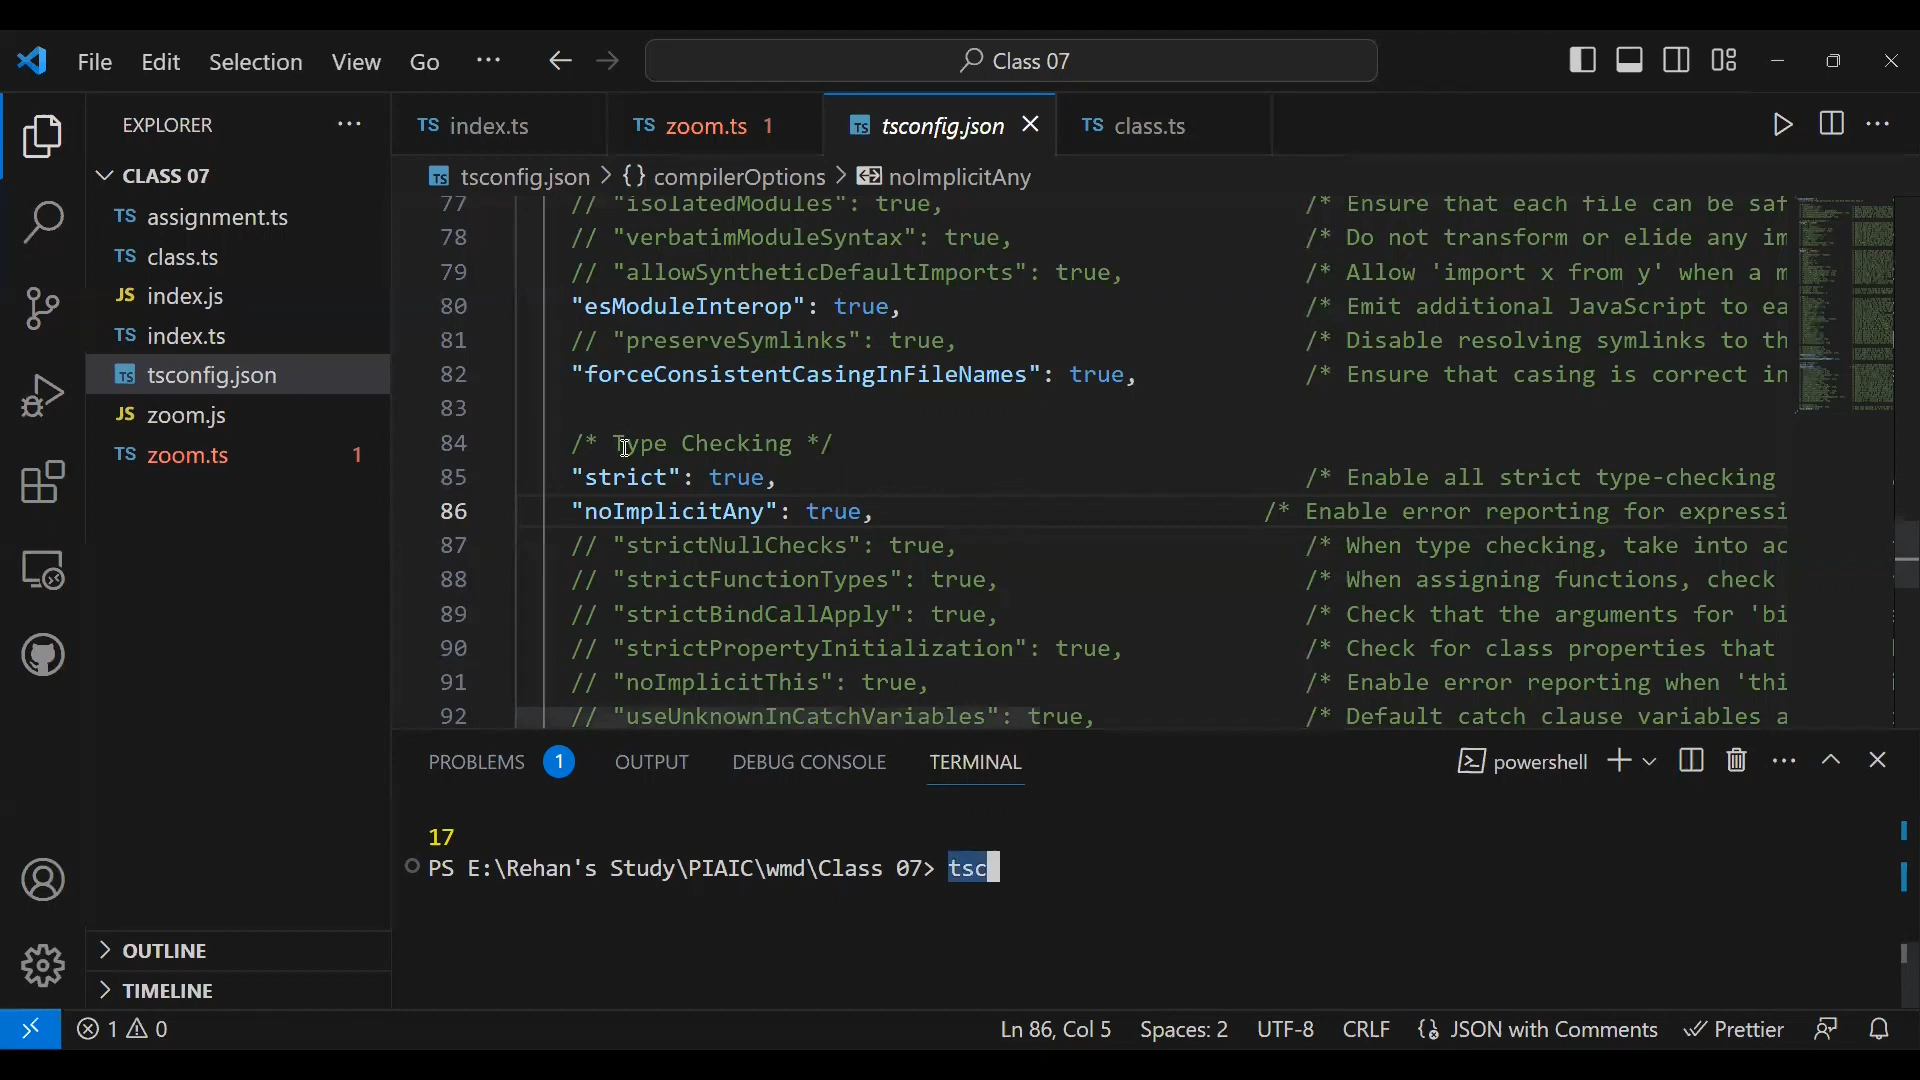 File Edit Selection View Go ··· Class 07
EXPLORER ···
CLASS 07
TS assignment.ts
TS class.ts
JS index.js
TS index.ts
TS tsconfig.json
JS zoom.js
TS zoom.ts 1
OUTLINE
TIMELINE
TS index.ts TS zoom.ts 1 TS tsconfig.json TS class.ts
TS tsconfig.json > {} compilerOptions > noImplicitAny
77 // "isolatedModules": true, /* Ensure that each file can be saf
78 // "verbatimModuleSyntax": true, /* Do not transform or elide any im
79 // "allowSyntheticDefaultImports": true, /* Allow 'import x from y' when a m
80 "esModuleInterop": true, /* Emit additional JavaScript to ea
81 // "preserveSymlinks": true, /* Disable resolving symlinks to th
82 "forceConsistentCasingInFileNames": true, /* Ensure that casing is correct in
83
84 /* Type Checking */
85 "strict": true, /* Enable all strict type-checking
86 "noImplicitAny": true, /* Enable error reporting for expressi
87 // "strictNullChecks": true, /* When type checking, take into ac
88 // "strictFunctionTypes": true, /* When assigning functions, check
89 // "strictBindCallApply": true, /* Check that the arguments for 'bi
90 // "strictPropertyInitialization": true, /* Check for class properties that
91 // "noImplicitThis": true, /* Enable error reporting when 'thi
92 // "useUnknownInCatchVariables": true, /* Default catch clause variables a
PROBLEMS 1 OUTPUT DEBUG CONSOLE TERMINAL powershell
17
PS E:\Rehan's Study\PIAIC\wmd\Class 07> tsc
1 0 Ln 86, Col 5 Spaces: 2 UTF-8 CRLF {} JSON with Comments Prettier